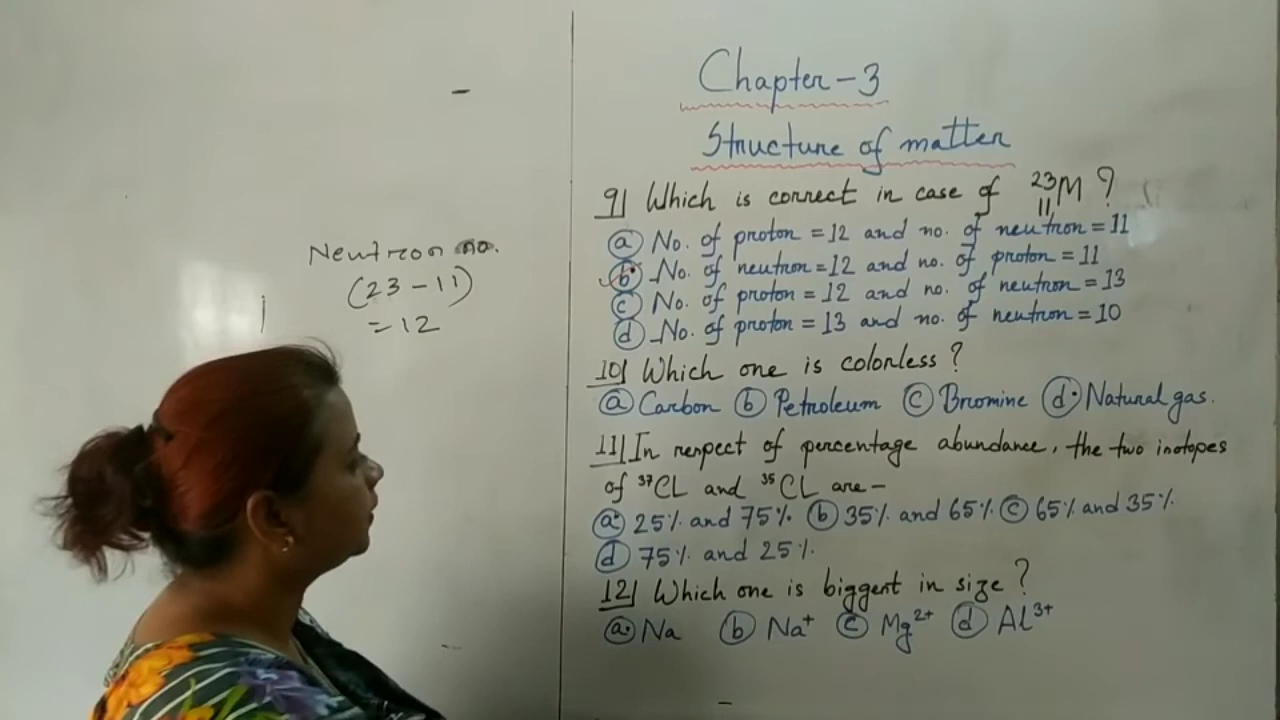 Chapter-3
Structure of matter
9| Which is correct in case of ²³₁₁M ?
ⓐ No. of proton = 12 and no. of neutron = 11
ⓑ No. of neutron = 12 and no. of proton = 11
ⓒ No. of proton = 12 and no. of neutron = 13
ⓓ No. of proton = 13 and no. of neutron = 10
10| Which one is colorless ?
ⓐ Carbon ⓑ Petroleum ⓒ Bromine ⓓ Natural gas.
11| In respect of percentage abundance, the two isotopes
of ³⁷CL and ³⁵CL are-
ⓐ 25% and 75% ⓑ 35% and 65% ⓒ 65% and 35%
ⓓ 75% and 25%.
12| Which one is biggest in size ?
ⓐ Na ⓑ Na⁺ ⓒ Mg²⁺ ⓓ Al³⁺
Neutron no.
(23-11)
=12